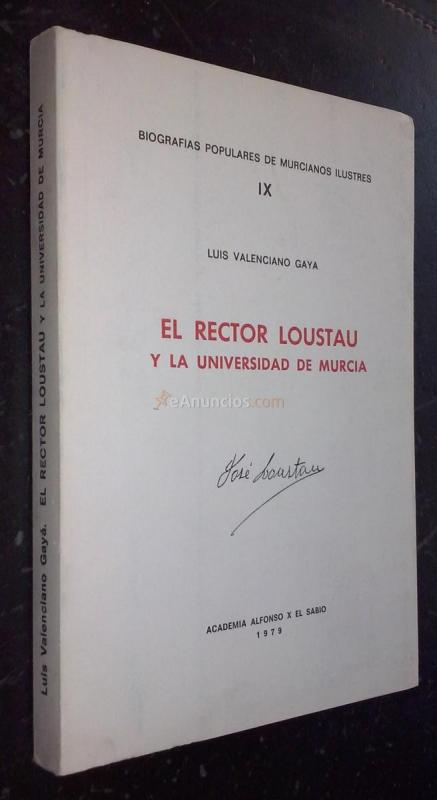 BIOGRAFIAS POPULARES DE MURCIANOS ILUSTRES
IX
LUIS VALENCIANO GAYA
EL RECTOR LOUSTAU
Y LA UNIVERSIDAD DE MURCIA
eAnuncios.com
José Loustau
ACADEMIA ALFONSO X EL SABIO
1979
Luis Valenciano Gayá. EL RECTOR LOUSTAU Y LA UNIVERSIDAD DE MURCIA